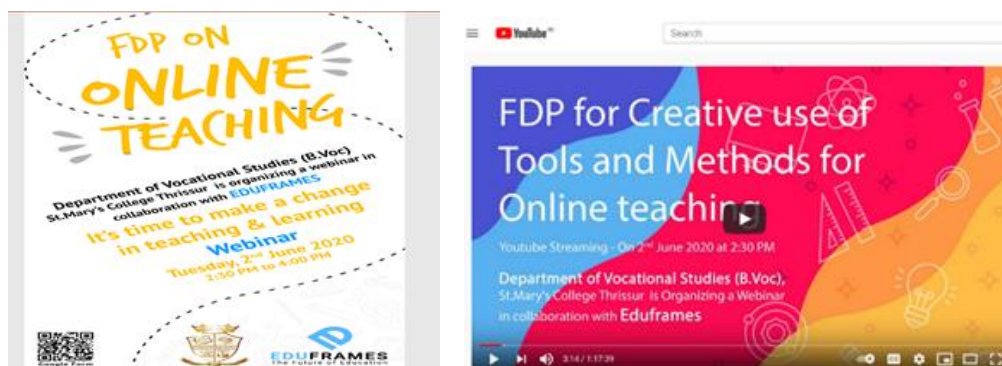 FDP ON
ONLINE
TEACHING
Department of Vocational Studies (B.Voc)
St.Mary's College Thrissur is organizing a webinar in
collaboration with EDUFRAMES
It's time to make a change
in teaching & learning
Webinar
Tuesday, 2nd June 2020
2:30 PM to 4:00 PM
Google Form
EDUFRAMES
The Future of Education
YouTube
Search
FDP for Creative use of
Tools and Methods for
Online teaching
Youtube Streaming - On 2nd June 2020 at 2:30 PM
Department of Vocational Studies (B.Voc),
St.Mary's College Thrissur is Organizing a Webinar
in collaboration with Eduframes
3:14 / 1:17:39